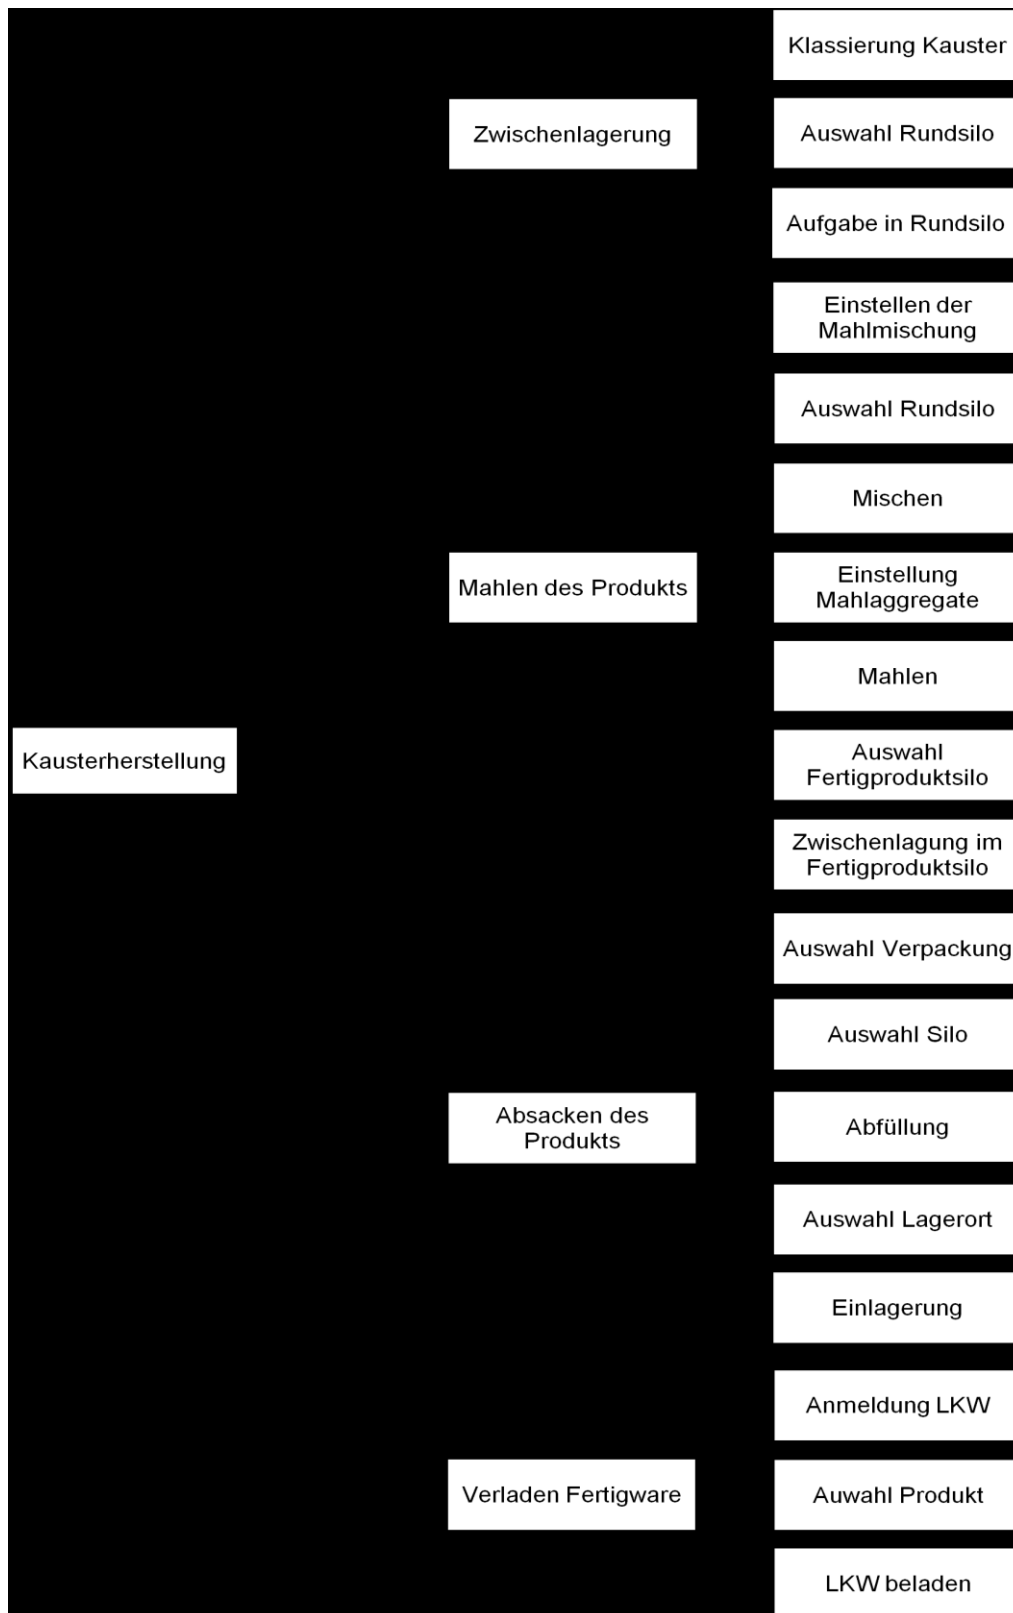 Klassierung Kauster
Zwischenlagerung
Auswahl Rundsilo
Aufgabe in Rundsilo
Einstellen der
Mahlmischung
Auswahl Rundsilo
Mischen
Mahlen des Produkts
Einstellung
Mahlaggregate
Mahlen
Kausterherstellung
Auswahl
Fertigproduktsilo
Zwischenlagung im
Fertigproduktsilo
Auswahl Verpackung
Auswahl Silo
Absacken des
Produkts
Abfüllung
Auswahl Lagerort
Einlagerung
Anmeldung LKW
Verladen Fertigware
Auwahl Produkt
LKW beladen